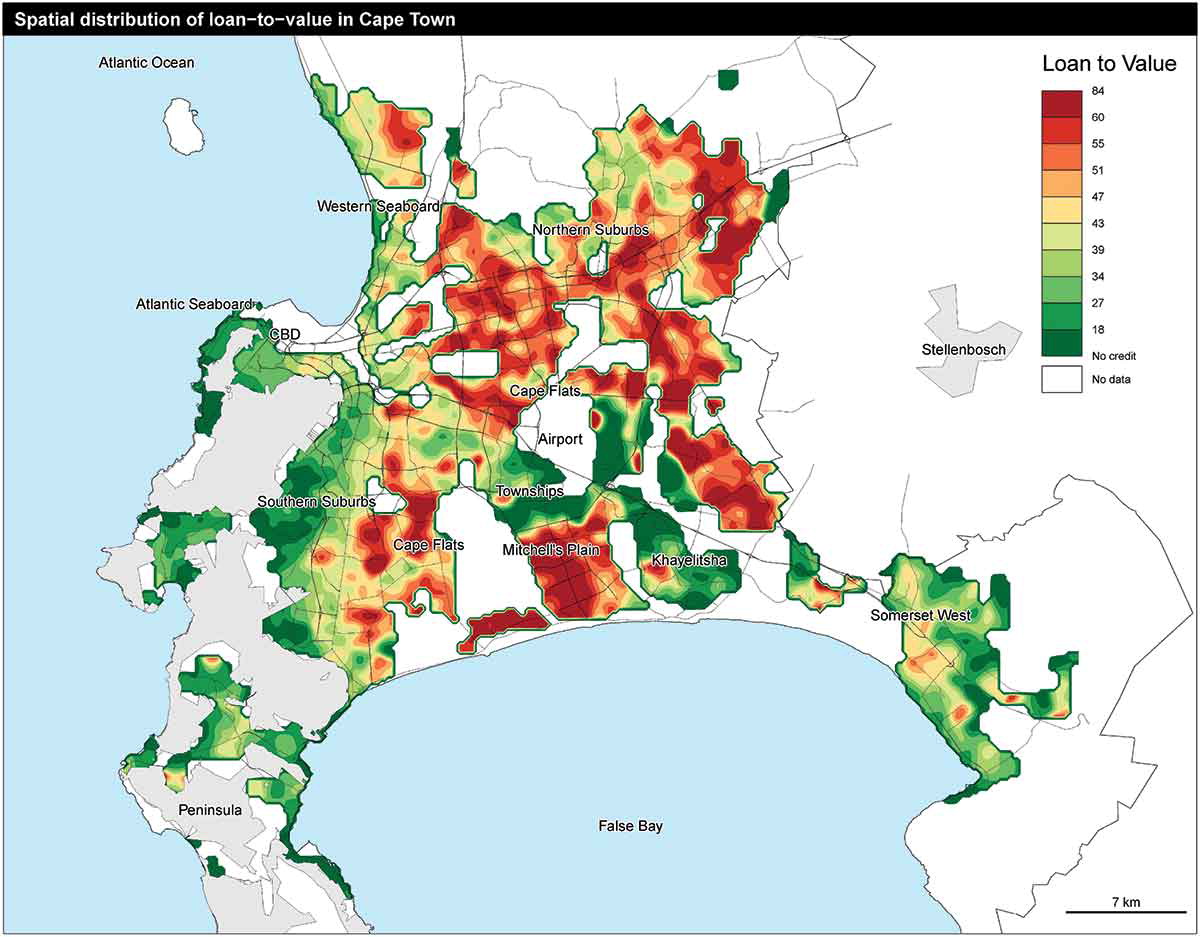 Spatial distribution of loan−to−value in Cape Town
Atlantic Ocean
Loan to Value
84
60
55
51
47
43
39
34
27
18
No credit
No data
Western Seaboard
Northern Suburbs
Atlantic Seaboard
CBD
Stellenbosch
Cape Flats
Airport
Townships
Southern Suburbs
Cape Flats
Mitchell's Plain
Khayelitsha
Somerset West
Peninsula
False Bay
7 km